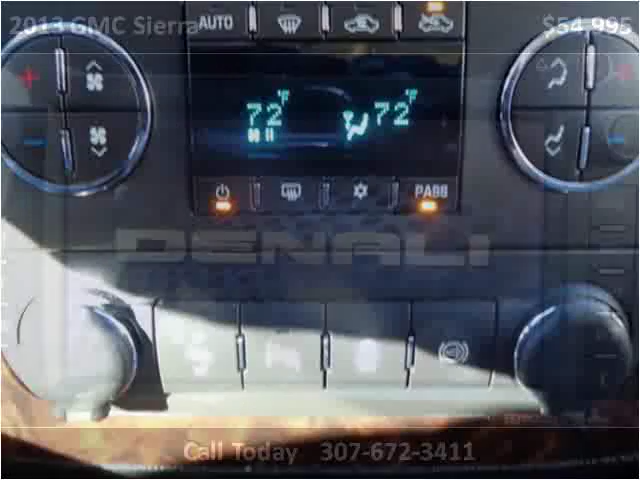 2013 GMC Sierra $54,995
AUTO
72°F 72°F
PASS
DENALI
Call Today 307-672-3411